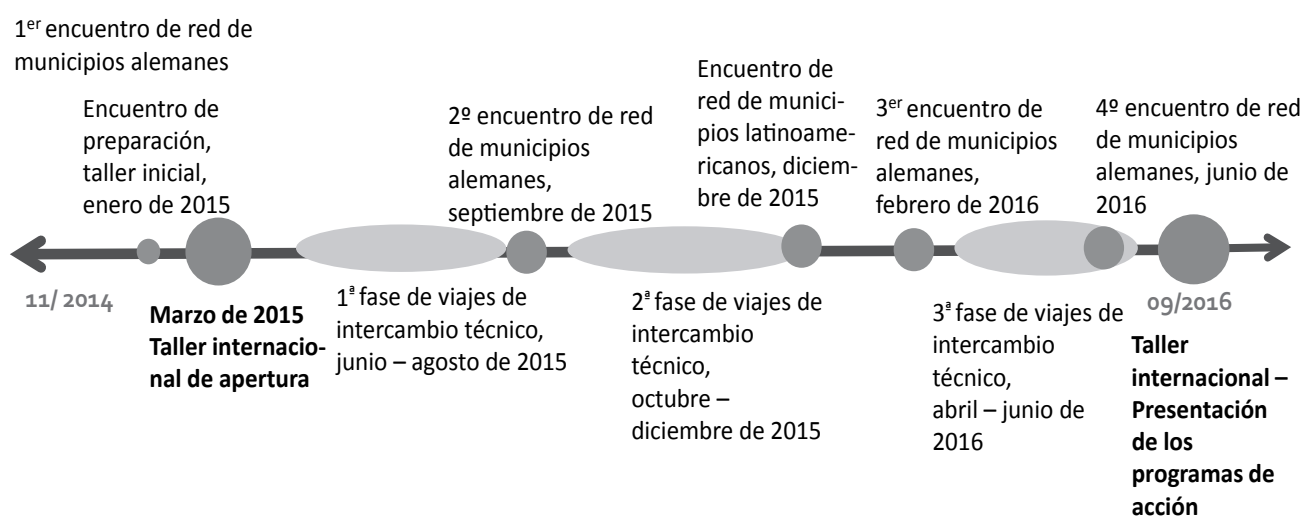 1er encuentro de red de
municipios alemanes
Encuentro de
preparación,
taller inicial,
enero de 2015
2º encuentro de red
de municipios
alemanes,
septiembre de 2015
Encuentro de
red de munici-
pios latinoame-
ricanos, diciem-
bre de 2015
3er encuentro de
red de municipios
alemanes,
febrero de 2016
4º encuentro de red
de municipios
alemanes, junio de
2016
11/ 2014
Marzo de 2015
Taller internacio-
nal de apertura
1ª fase de viajes de
intercambio técnico,
junio – agosto de 2015
2ª fase de viajes de
intercambio
técnico,
octubre –
diciembre de 2015
3ª fase de viajes de
intercambio
técnico,
abril – junio de
2016
09/2016
Taller
internacional –
Presentación
de los
programas de
acción